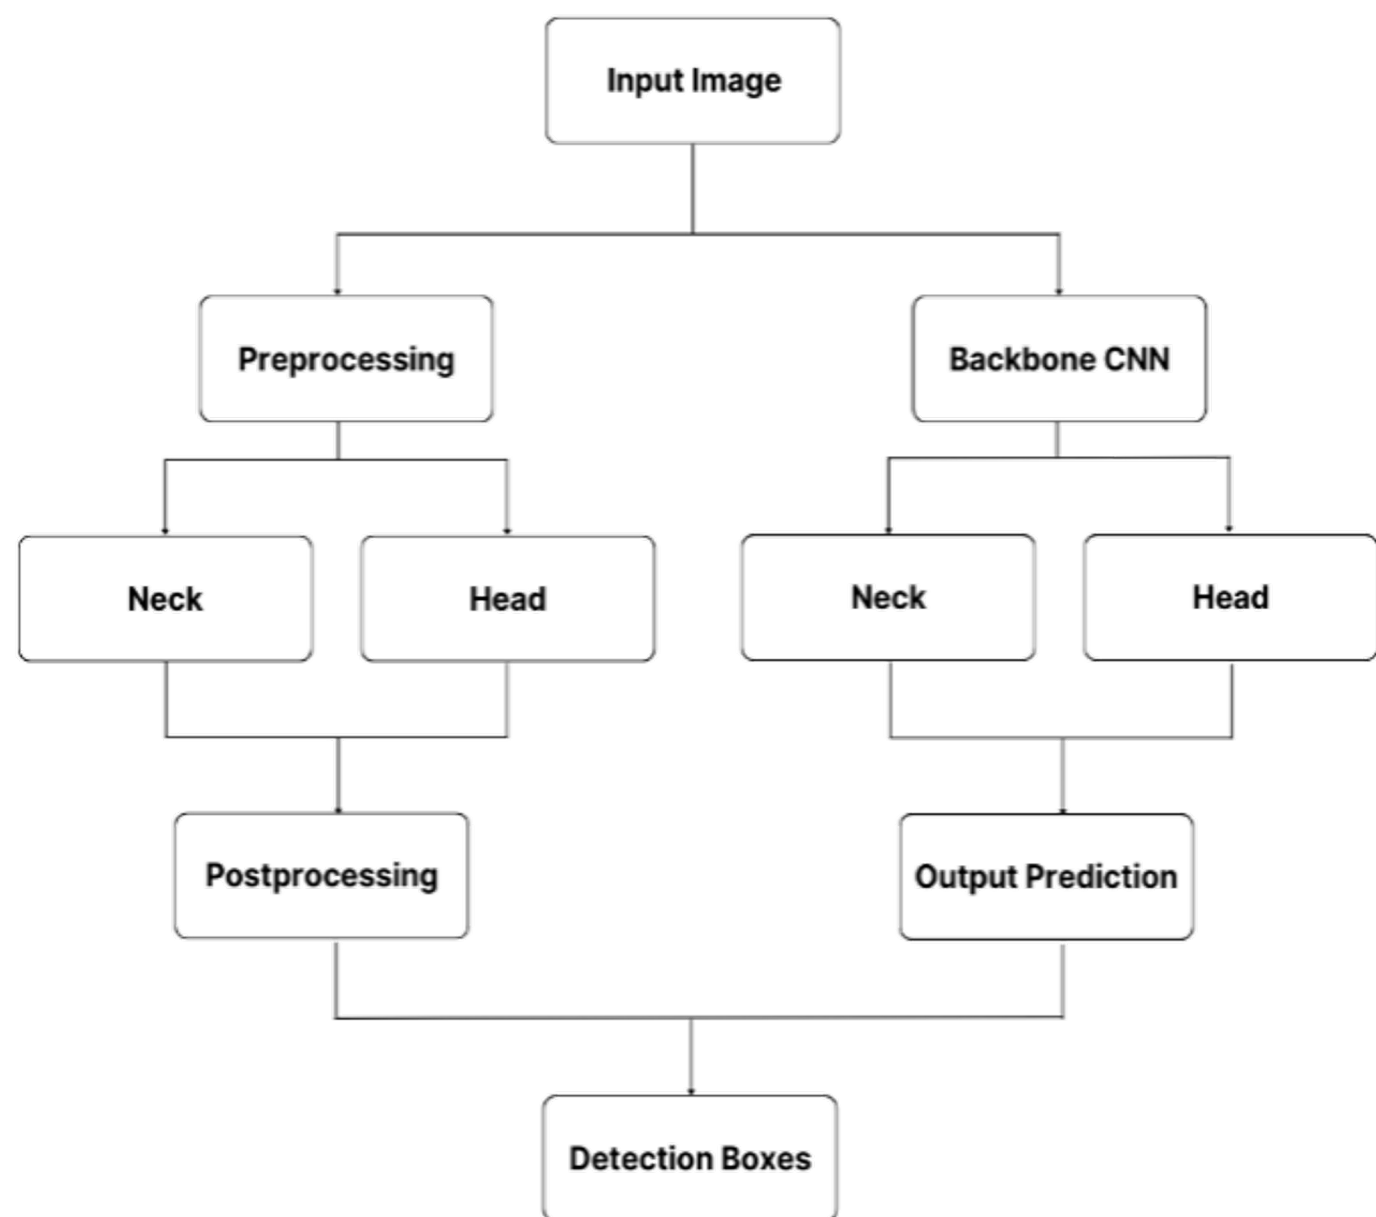 Input Image
Preprocessing
Backbone CNN
Neck
Head
Neck
Head
Postprocessing
Output Prediction
Detection Boxes